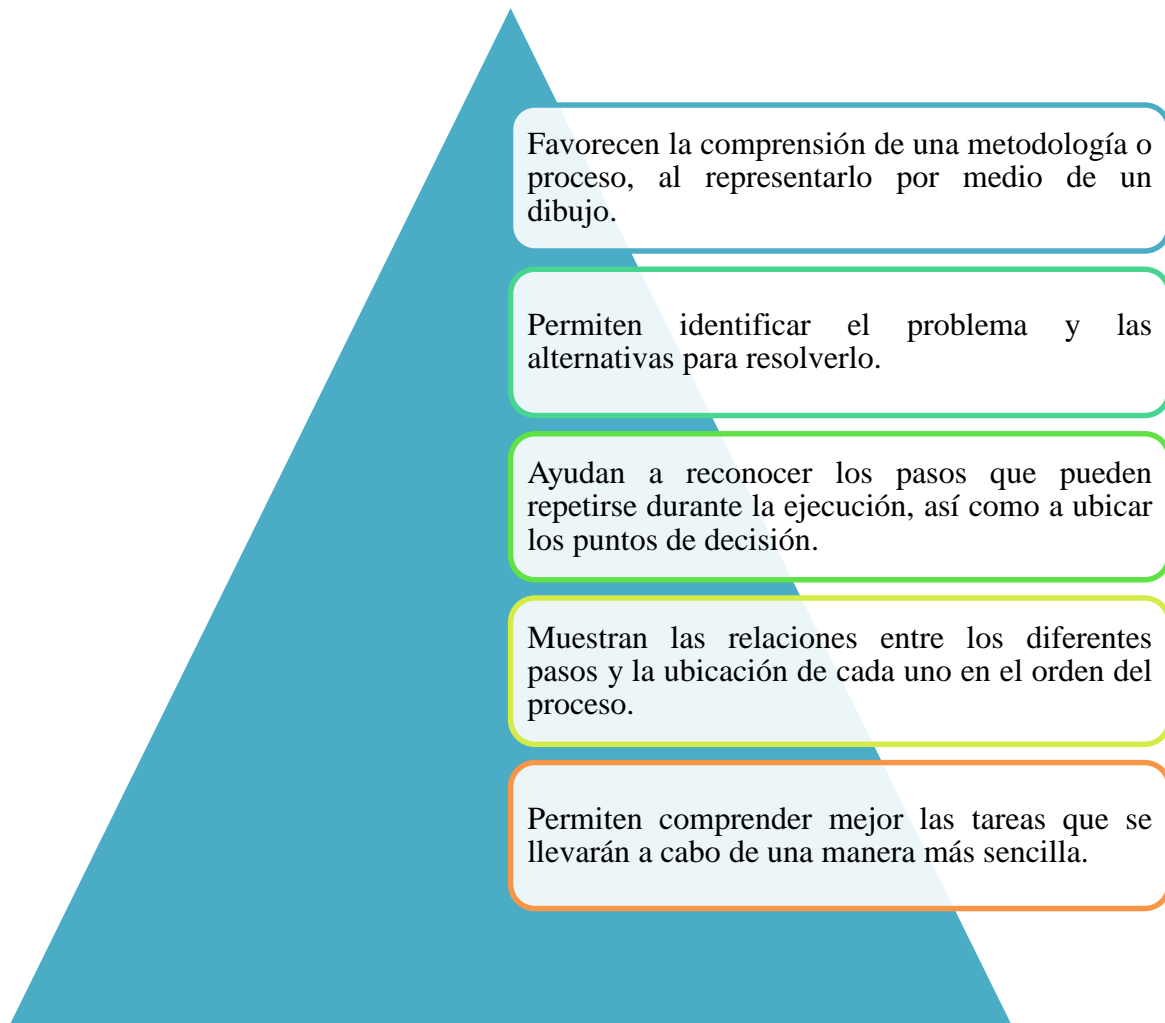 Favorecen la comprensión de una metodología o
proceso, al representarlo por medio de un
dibujo.
Permiten identificar el problema y las
alternativas para resolverlo.
Ayudan a reconocer los pasos que pueden
repetirse durante la ejecución, así como a ubicar
los puntos de decisión.
Muestran las relaciones entre los diferentes
pasos y la ubicación de cada uno en el orden del
proceso.
Permiten comprender mejor las tareas que se
llevarán a cabo de una manera más sencilla.